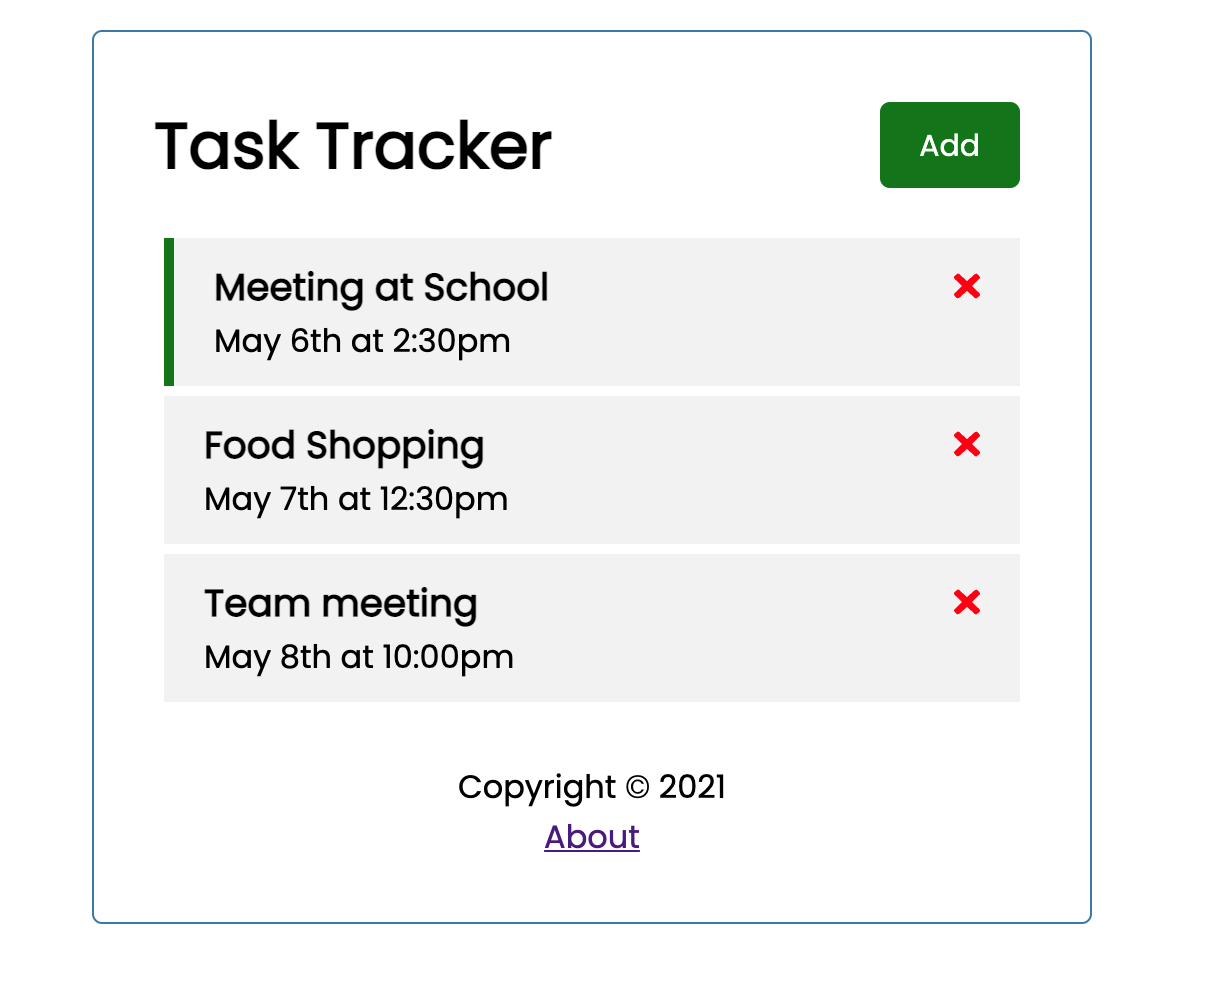 Task Tracker
Add
Meeting at School
May 6th at 2:30pm
Food Shopping
May 7th at 12:30pm
Team meeting
May 8th at 10:00pm
Copyright © 2021
About